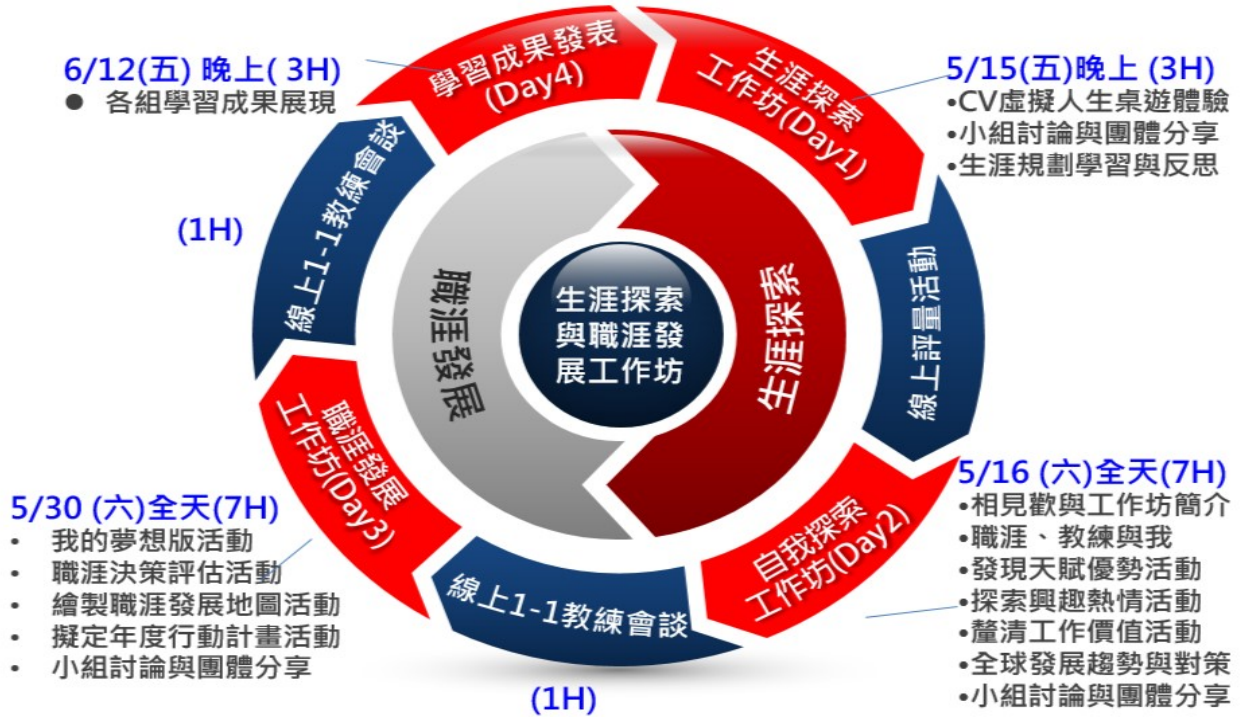 6/12(五) 晚上( 3H)
● 各組學習成果展現
學習成果發表
(Day4)
生涯探索
工作坊(Day1)
5/15(五)晚上 (3H)
•CV虛擬人生桌遊體驗
•小組討論與團體分享
•生涯規劃學習與反思
線上1-1教練會談
(1H)
線上評量活動
職涯發展
生涯探索
生涯探索
與職涯發
展工作坊
職涯發展
工作坊(Day3)
5/30 (六)全天(7H)
• 我的夢想版活動
• 職涯決策評估活動
• 繪製職涯發展地圖活動
• 擬定年度行動計畫活動
• 小組討論與團體分享
線上1-1教練會談
(1H)
自我探索
工作坊(Day2)
5/16 (六)全天(7H)
•相見歡與工作坊簡介
•職涯、教練與我
•發現天賦優勢活動
•探索興趣熱情活動
•釐清工作價值活動
•全球發展趨勢與對策
•小組討論與團體分享